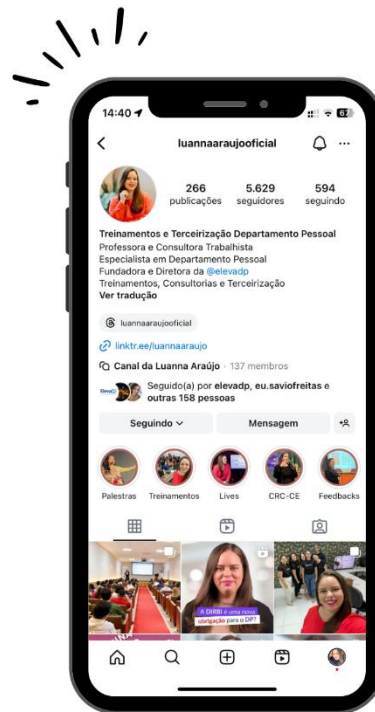 14:40
67
luannaaraujooficial
266
publicações
5.629
seguidores
594
seguindo
Treinamentos e Terceirização Departamento Pessoal
Professora e Consultora Trabalhista
Especialista em Departamento Pessoal
Fundadora e Diretora da @elevadp
Treinamentos, Consultorias e Terceirização
Ver tradução
luannaaraujooficial
linktr.ee/luannaaraujo
Canal da Luanna Araújo · 137 membros
Seguido(a) por elevadp, eu.saviofreitas e
outras 158 pessoas
Seguindo
Mensagem
Palestras
Treinamentos
Lives
CRC-CE
Feedbacks
A DIRBI é uma nova
obrigação para o DP?